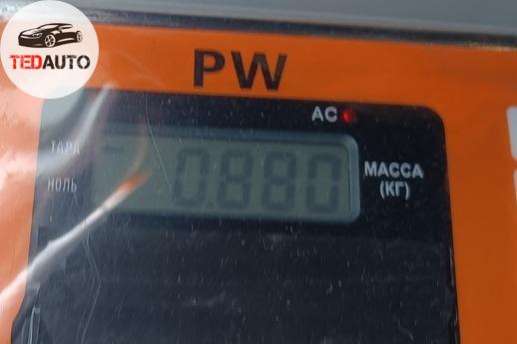 TEDAUTO
PW
AC
ТАРА
0.880
МАССА
НОЛЬ
(КГ)